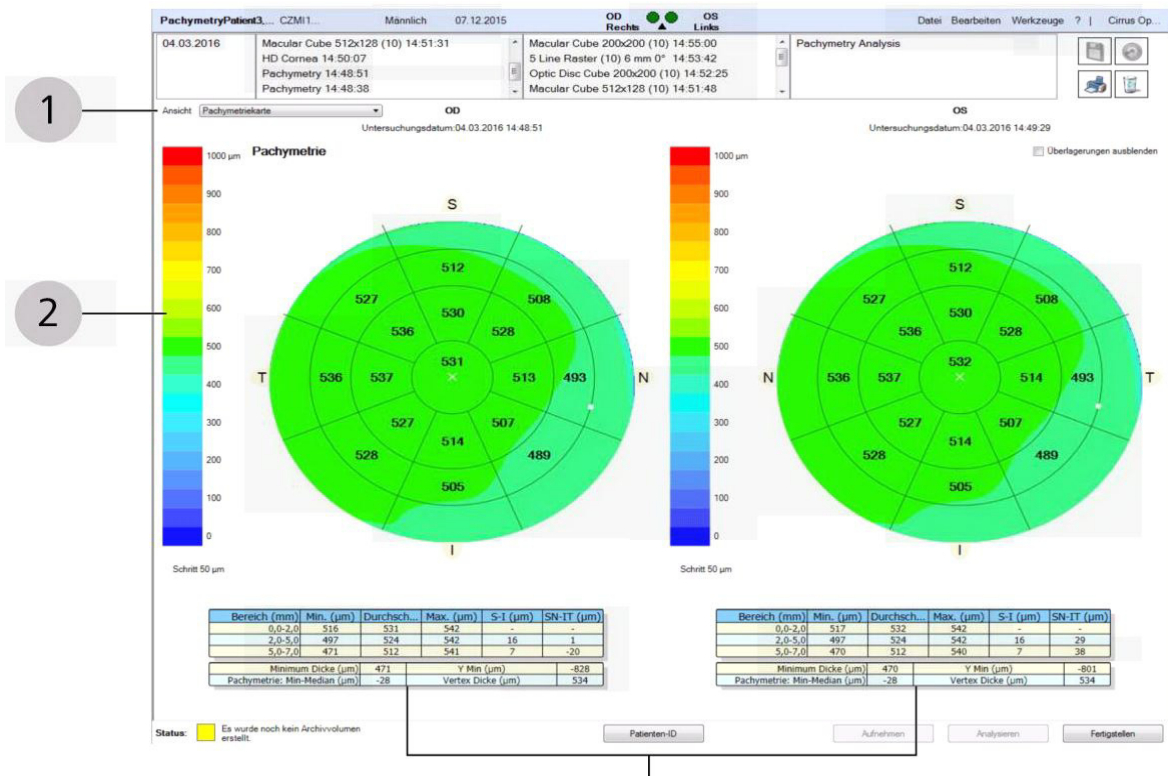 PachymetryPatient3,... CZMI1... Männlich 07.12.2015 OD Rechts OS Links Datei Bearbeiten Werkzeuge ? | Cirrus Op...
04.03.2016
Macular Cube 512x128 (10) 14:51:31
HD Cornea 14:50:07
Pachymetry 14:48:51
Pachymetry 14:48:38
Macular Cube 200x200 (10) 14:55:00
5 Line Raster (10) 6 mm 0° 14:53:42
Optic Disc Cube 200x200 (10) 14:52:25
Macular Cube 512x128 (10) 14:51:48
Pachymetry Analysis
1
Ansicht Pachymetriekarte OD OS
Untersuchungsdatum:04.03.2016 14:48:51 Untersuchungsdatum:04.03.2016 14:49:29
Pachymetrie
Überlagerungen ausblenden
2
1000 µm
900
800
700
600
500
400
300
200
100
0
Schritt 50 µm
S
512
527 508
530
536 528
531
T 536 537 513 493 N
527 507
514
528 489
505
I
1000 µm
900
800
700
600
500
400
300
200
100
0
Schritt 50 µm
S
512
527 508
530
536 528
532
N 536 537 514 493 T
527 507
514
528 489
505
I
Bereich (mm) Min. (µm) Durchsch... Max. (µm) S-I (µm) SN-IT (µm)
0,0-2,0 516 531 542 - -
2,0-5,0 497 524 542 16 1
5,0-7,0 471 512 541 7 -20
Minimum Dicke (µm) 471 Y Min (µm) -828
Pachymetrie: Min-Median (µm) -28 Vertex Dicke (µm) 534
Bereich (mm) Min. (µm) Durchsch... Max. (µm) S-I (µm) SN-IT (µm)
0,0-2,0 517 532 542 - -
2,0-5,0 497 524 542 16 29
5,0-7,0 470 512 540 7 38
Minimum Dicke (µm) 470 Y Min (µm) -801
Pachymetrie: Min-Median (µm) -28 Vertex Dicke (µm) 534
Status: Es wurde noch kein Archivvolumen
erstellt.
Patienten-ID Aufnehmen Analysieren Fertigstellen